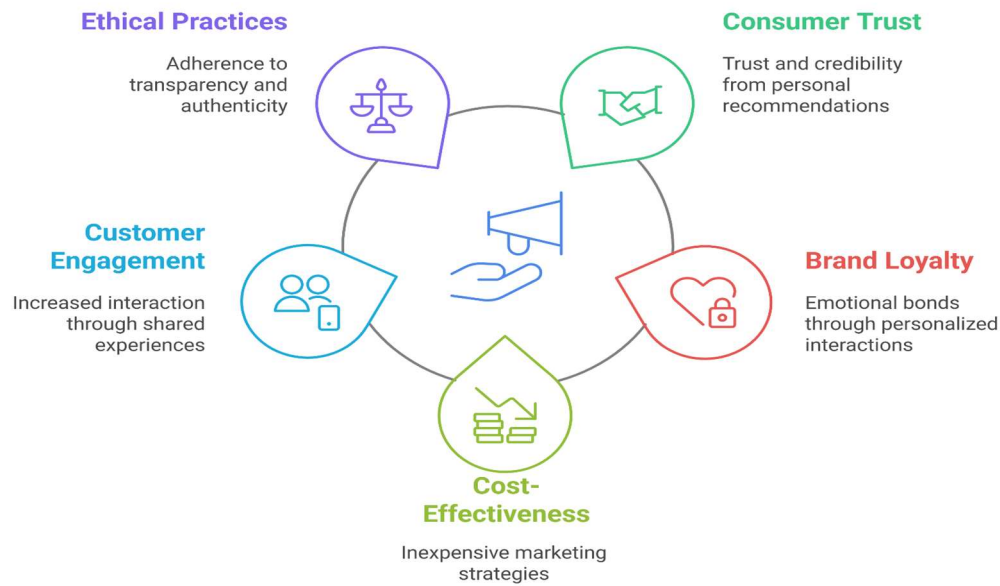 Ethical Practices
Adherence to
transparency and
authenticity
Consumer Trust
Trust and credibility
from personal
recommendations
Customer
Engagement
Increased interaction
through shared
experiences
Brand Loyalty
Emotional bonds
through personalized
interactions
Cost-
Effectiveness
Inexpensive marketing
strategies